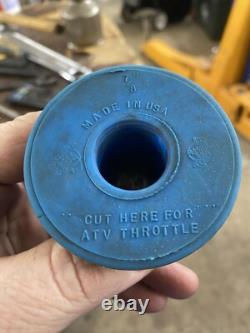 MADE IN USA
" CUT HERE FOR "
ATV THROTTLE